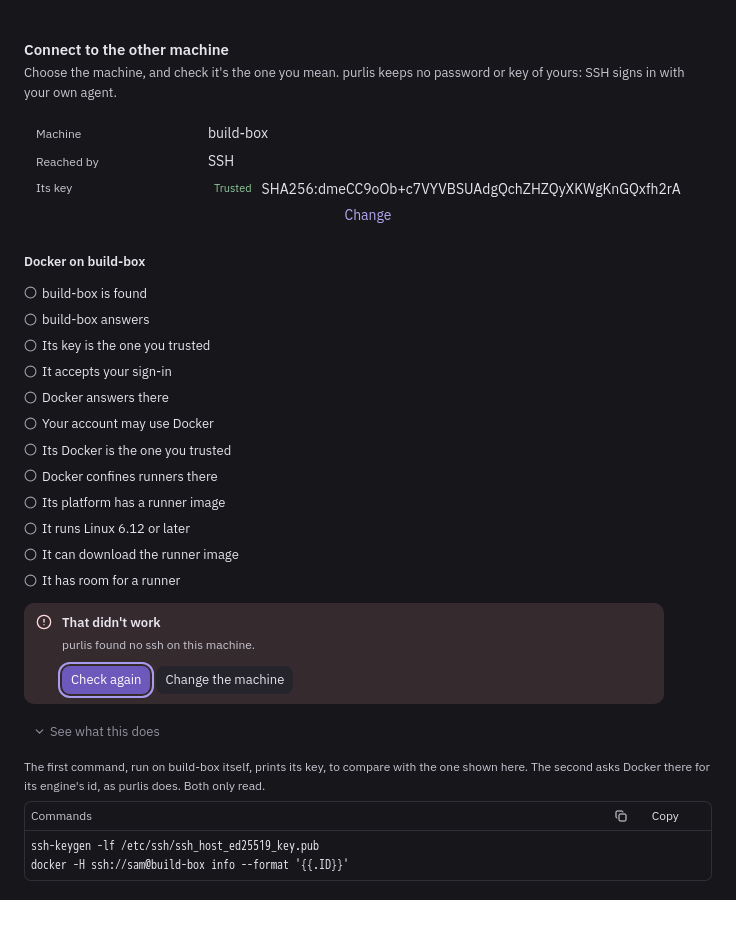 Connect to the other machine
Choose the machine, and check it's the one you mean. purlis keeps no password or key of yours: SSH signs in with
your own agent.
Machine build-box
Reached by SSH
Its key Trusted SHA256:dmeCC9oOb+c7VYVBSUAdgQchZHZQyXKWgKnGQxfh2rA
Change
Docker on build-box
build-box is found
build-box answers
Its key is the one you trusted
It accepts your sign-in
Docker answers there
Your account may use Docker
Its Docker is the one you trusted
Docker confines runners there
Its platform has a runner image
It runs Linux 6.12 or later
It can download the runner image
It has room for a runner
That didn't work
purlis found no ssh on this machine.
Check again Change the machine
See what this does
The first command, run on build-box itself, prints its key, to compare with the one shown here. The second asks Docker there for
its engine's id, as purlis does. Both only read.
Commands Copy
ssh-keygen -lf /etc/ssh/ssh_host_ed25519_key.pub
docker -H ssh://sam@build-box info --format '{{.ID}}'